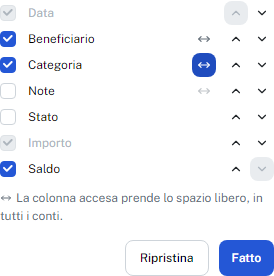 Data
Beneficiario
Categoria
Note
Stato
Importo
Saldo
↔ La colonna accesa prende lo spazio libero, in
tutti i conti.
Ripristina Fatto